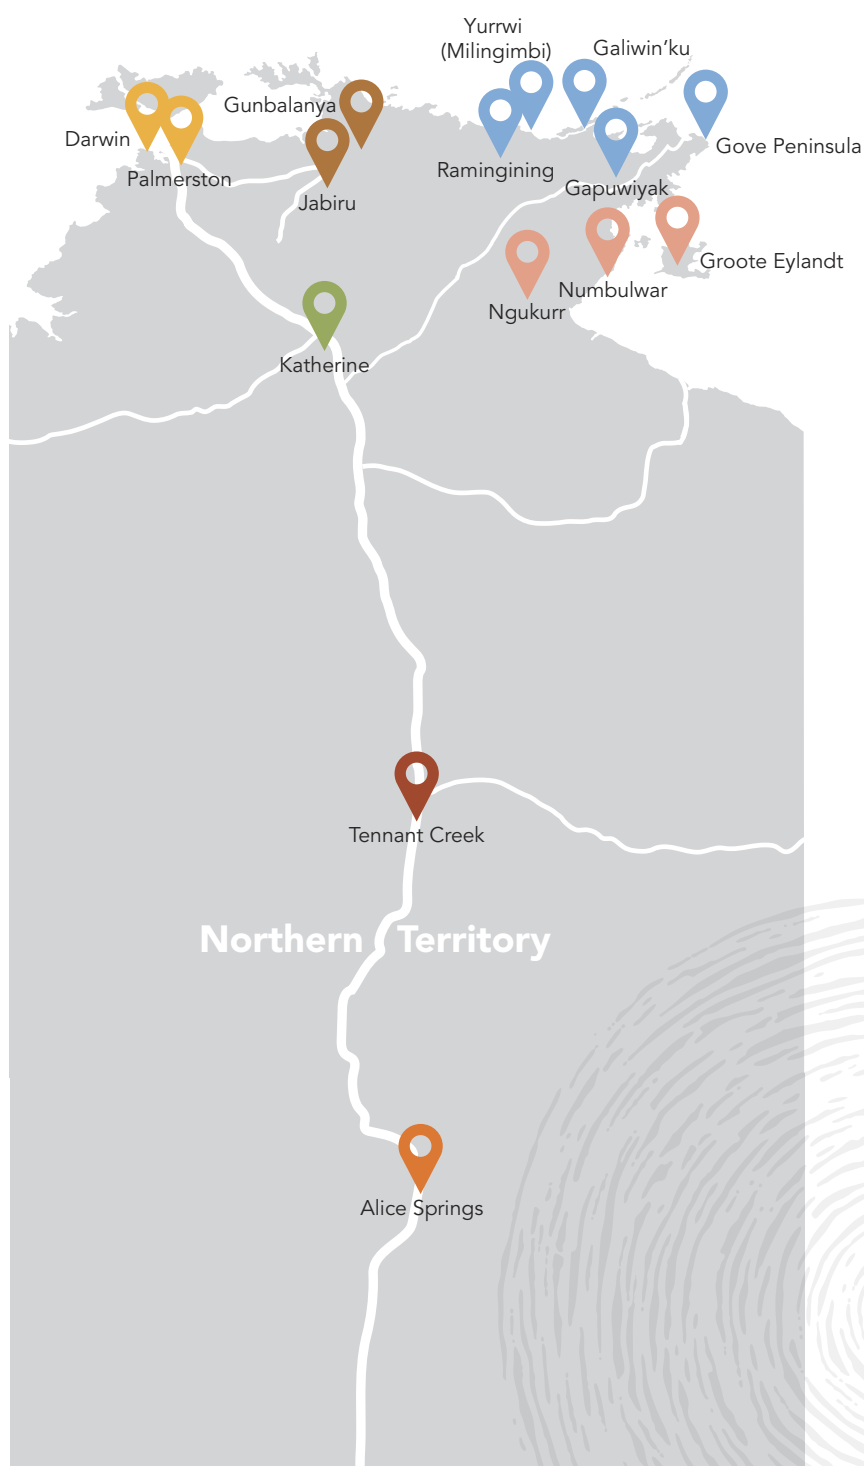 Yurrwi
(Milingimbi)
Galiwin’ku
Gunbalanya
Darwin
Gove Peninsula
Ramingining
Palmerston
Gapuwiyak
Jabiru
Groote Eylandt
Numbulwar
Ngukurr
Katherine
Tennant Creek
Northern Territory
Alice Springs